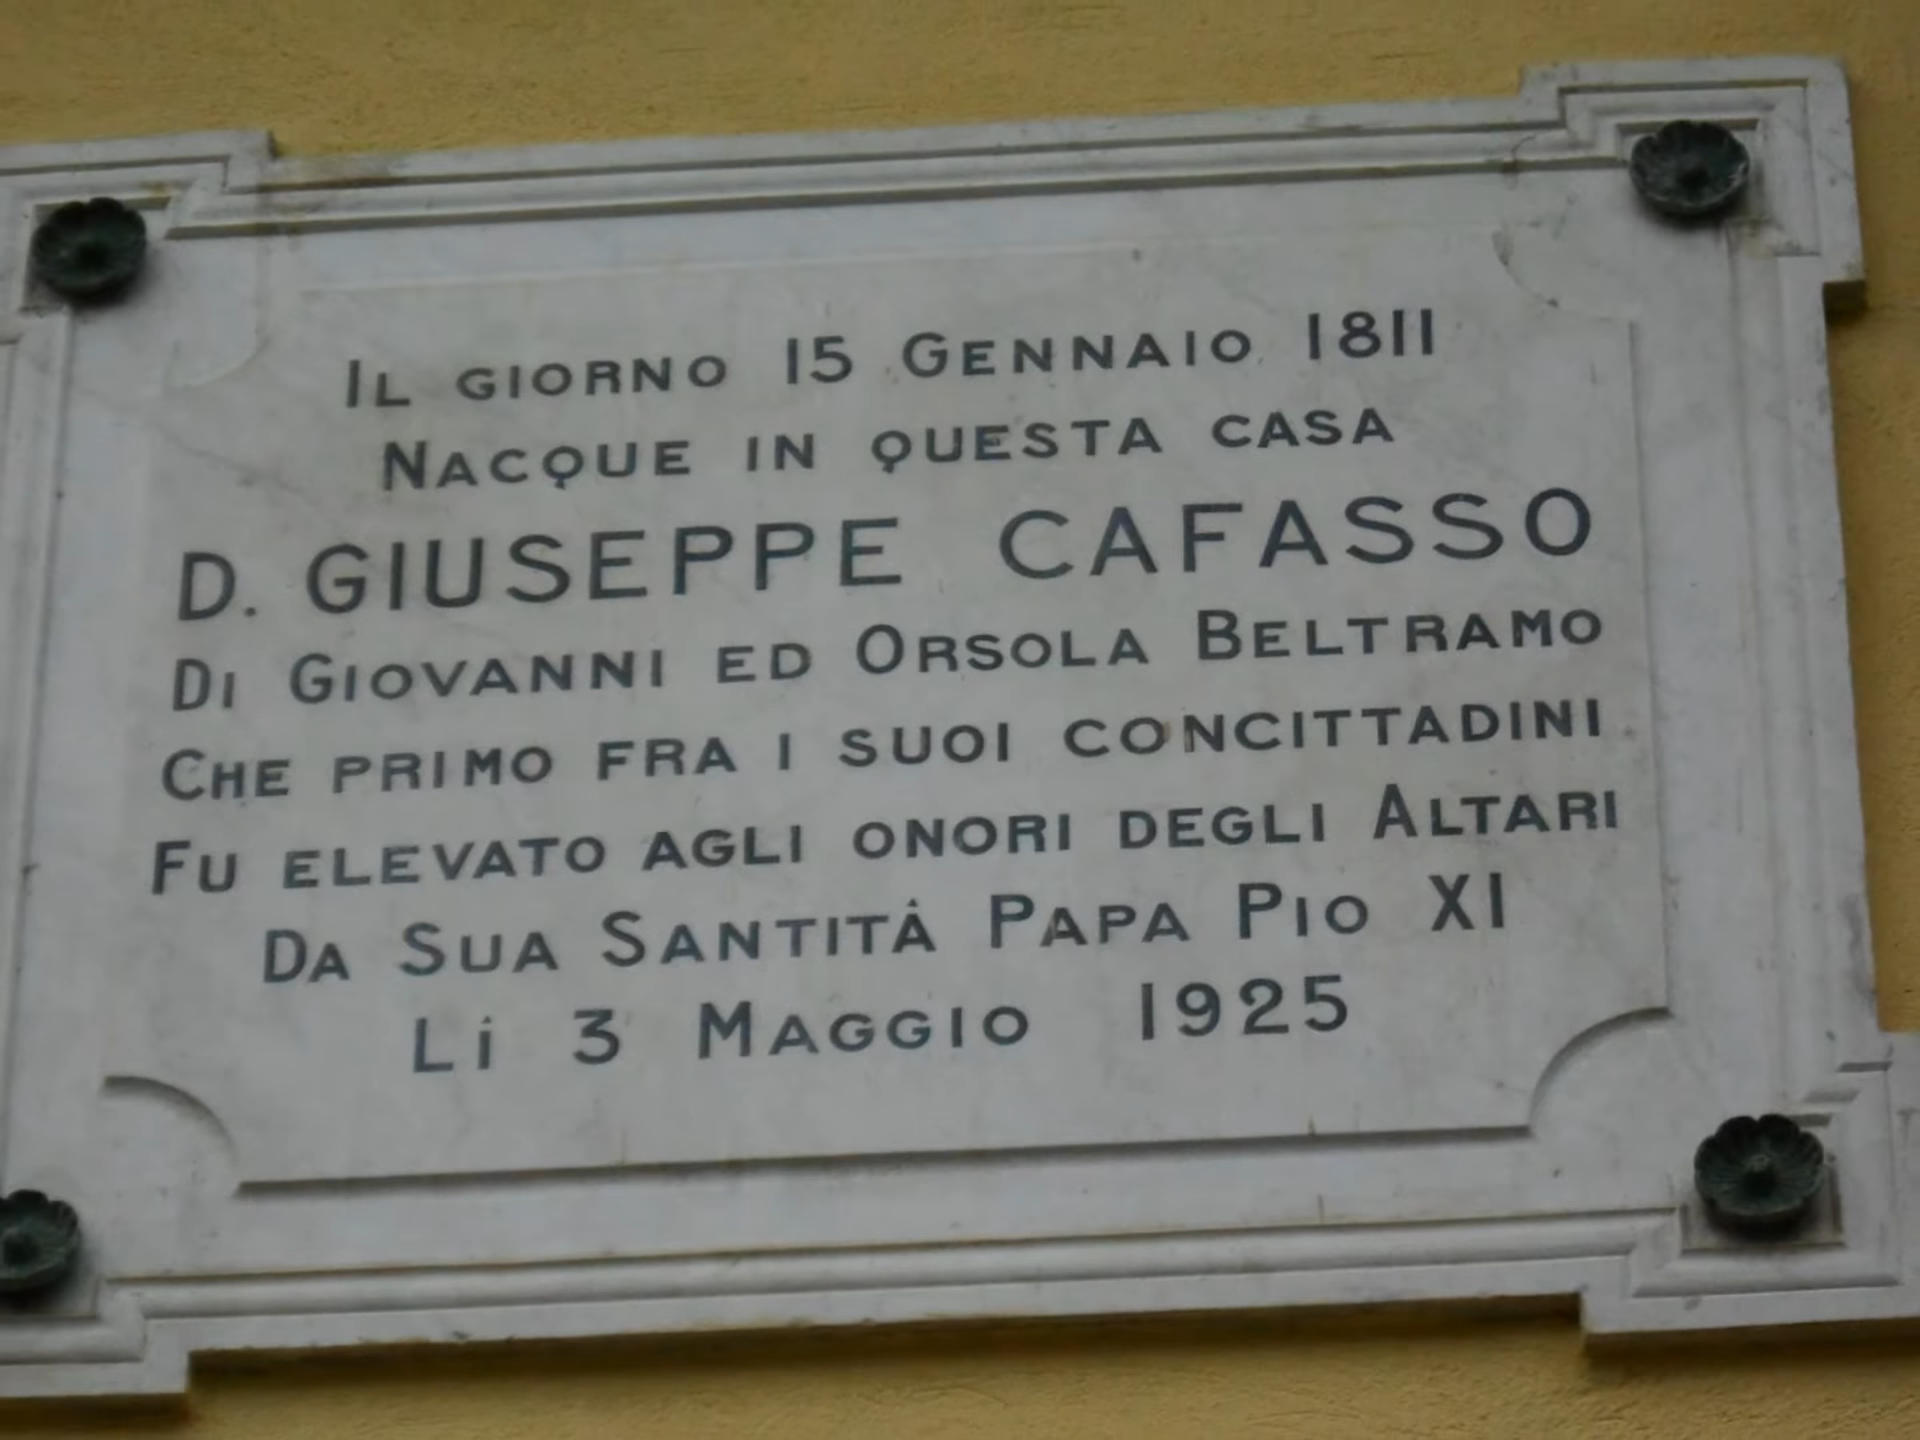 Il giorno 15 Gennaio 1811
Nacque in questa casa
D. GIUSEPPE CAFASSO
Di Giovanni ed Orsola Beltramo
Che primo fra i suoi concittadini
Fu elevato agli onori degli Altari
Da Sua Santità Papa Pio XI
Li 3 Maggio 1925